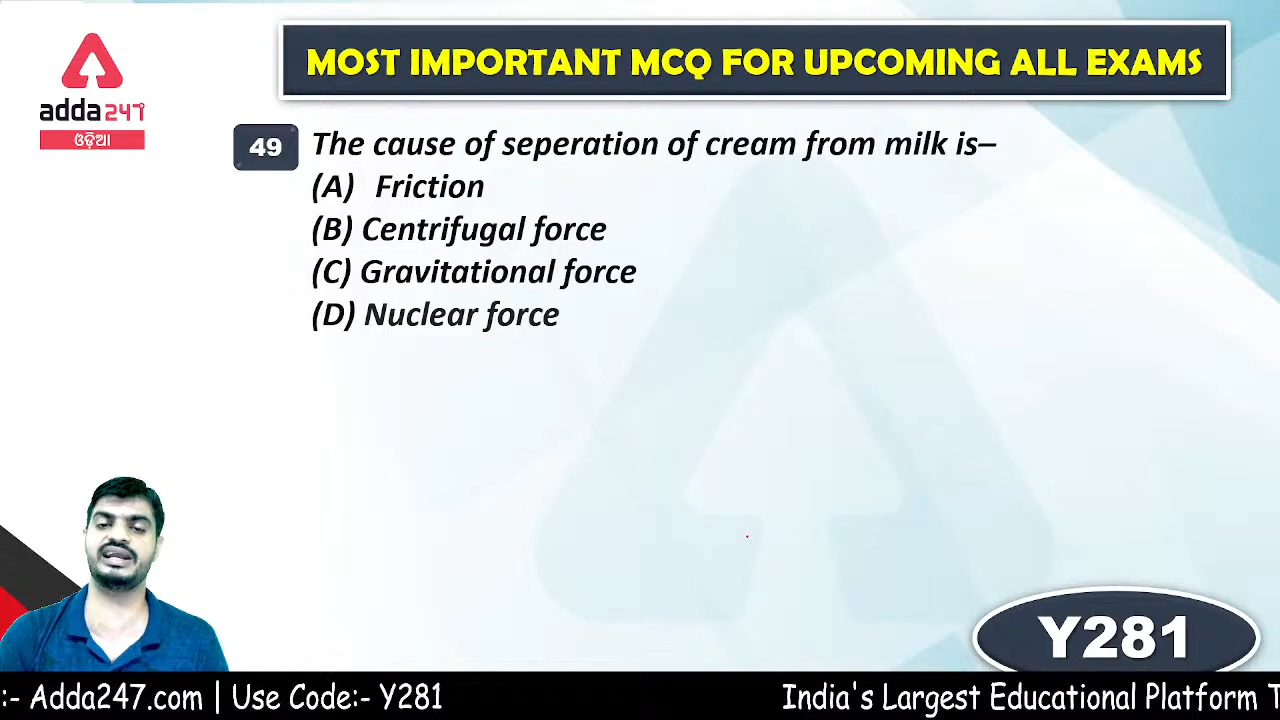 MOST IMPORTANT MCQ FOR UPCOMING ALL EXAMS
adda247
ଓଡ଼ିଆ
49 The cause of seperation of cream from milk is–
(A) Friction
(B) Centrifugal force
(C) Gravitational force
(D) Nuclear force
Y281
:- Adda247.com | Use Code:- Y281 India's Largest Educational Platform T